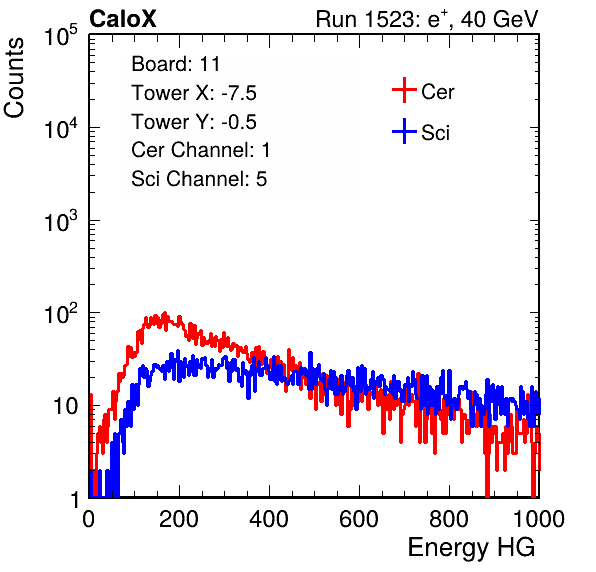 CaloX Run 1523: e⁺, 40 GeV
Counts
10⁵
10⁴
10³
10²
10
1
Board: 11
Tower X: -7.5
Tower Y: -0.5
Cer Channel: 1
Sci Channel: 5
Cer
Sci
0 200 400 600 800 1000
Energy HG